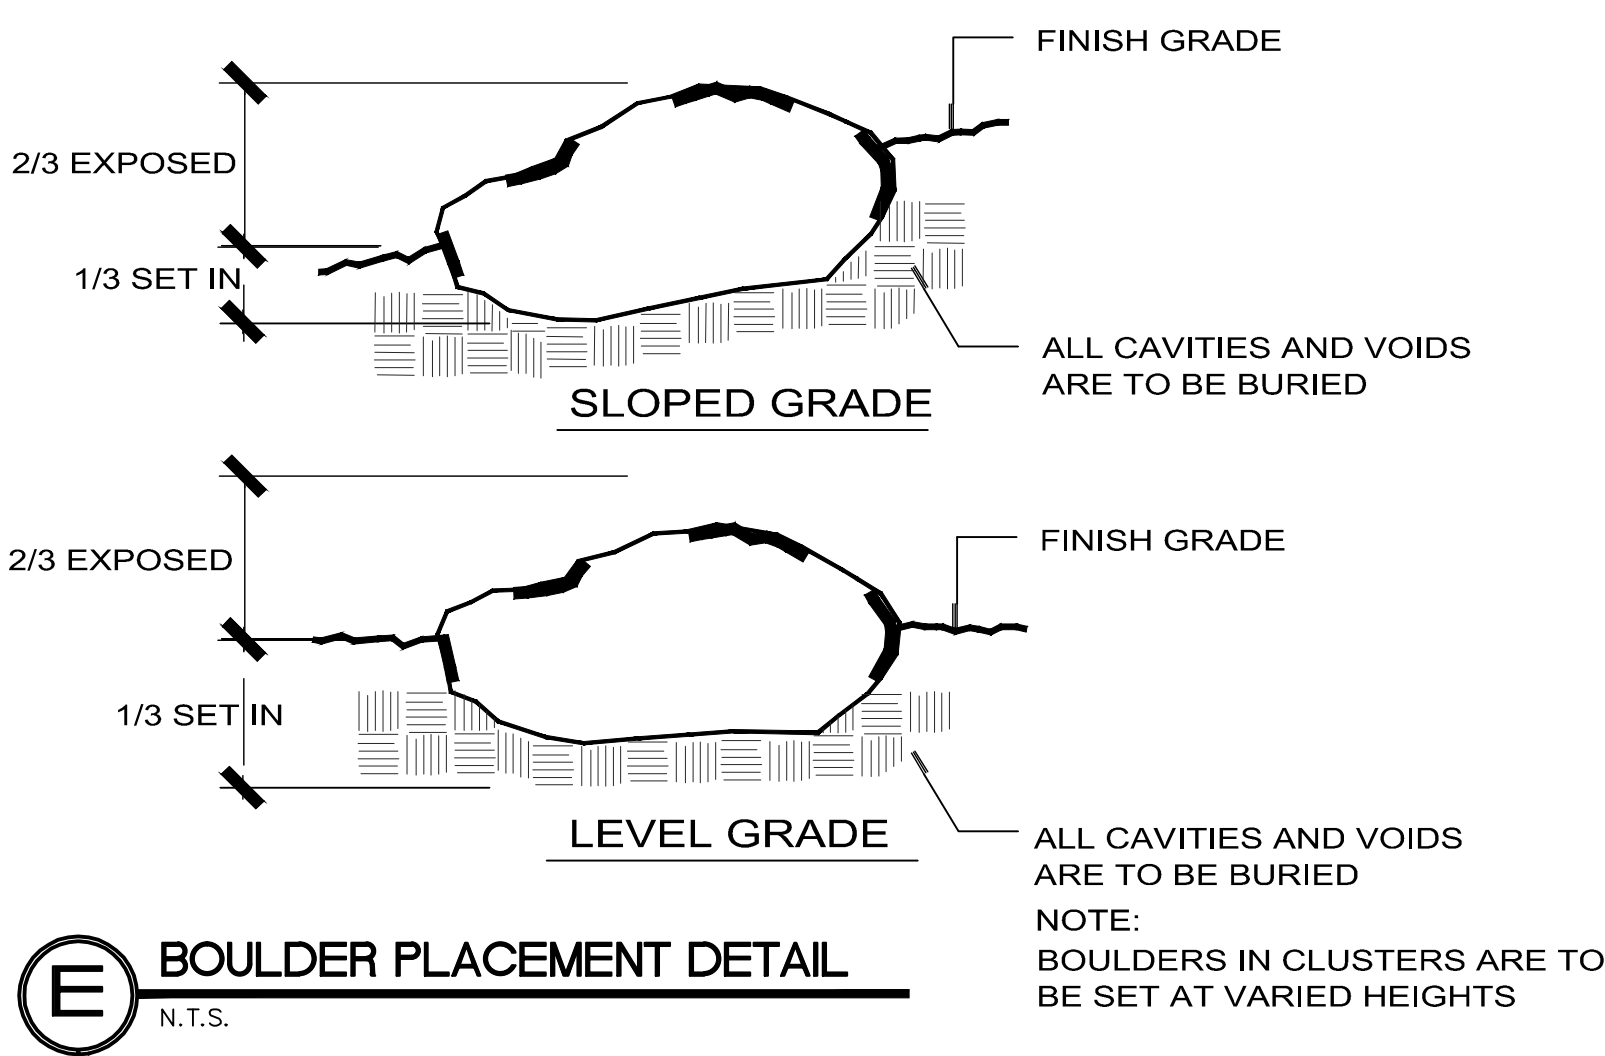 FINISH GRADE
2/3 EXPOSED
1/3 SET IN
ALL CAVITIES AND VOIDS
ARE TO BE BURIED
SLOPED GRADE
FINISH GRADE
2/3 EXPOSED
1/3 SET IN
LEVEL GRADE
ALL CAVITIES AND VOIDS
ARE TO BE BURIED
NOTE:
BOULDERS IN CLUSTERS ARE TO
BE SET AT VARIED HEIGHTS
E
BOULDER PLACEMENT DETAIL
N.T.S.